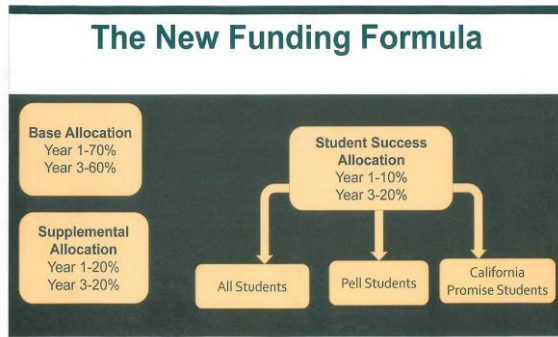 The New Funding Formula
Base Allocation
Year 1-70%
Year 3-60%
Supplemental
Allocation
Year 1-20%
Year 3-20%
Student Success
Allocation
Year 1-10%
Year 3-20%
All Students
Pell Students
California
Promise Students